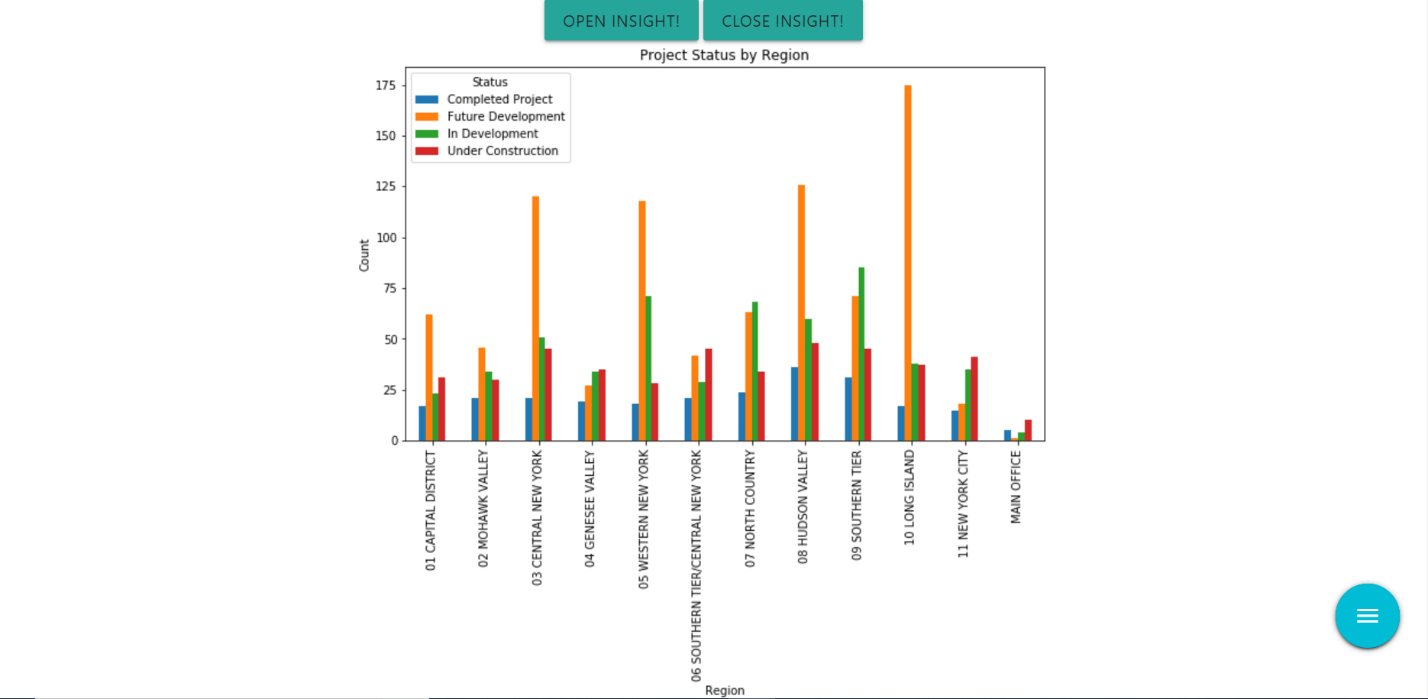 OPEN INSIGHT! CLOSE INSIGHT!
Project Status by Region
Status
Completed Project
Future Development
In Development
Under Construction
175
150
125
100
75
50
25
0
Count
01 CAPITAL DISTRICT
02 MOHAWK VALLEY
03 CENTRAL NEW YORK
04 GENESEE VALLEY
05 WESTERN NEW YORK
06 SOUTHERN TIER/CENTRAL NEW YORK
07 NORTH COUNTRY
08 HUDSON VALLEY
09 SOUTHERN TIER
10 LONG ISLAND
11 NEW YORK CITY
MAIN OFFICE
Region